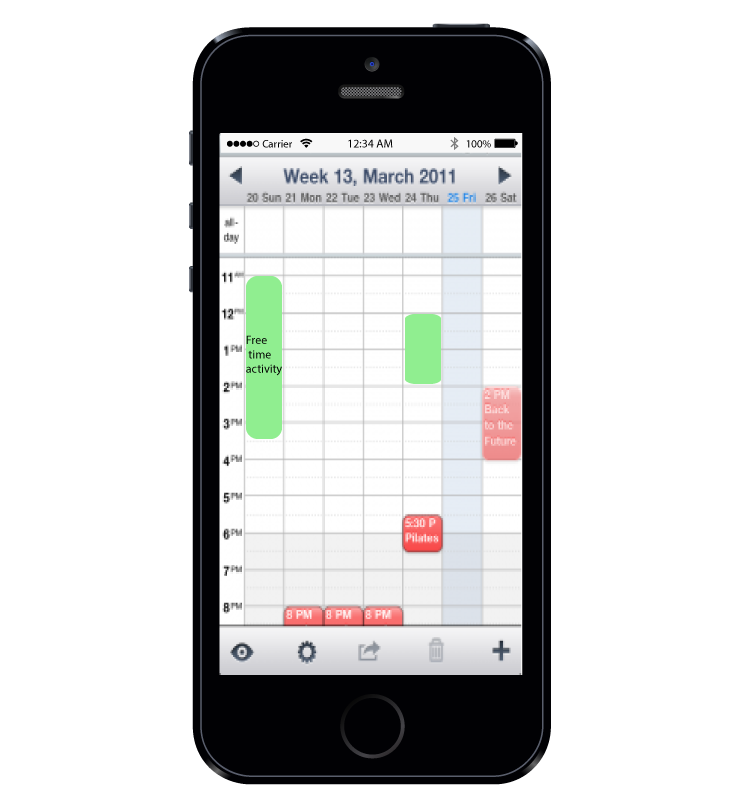 Carrier 12:34 AM 100%
Week 13, March 2011
20 Sun 21 Mon 22 Tue 23 Wed 24 Thu 25 Fri 26 Sat
all-
day
11 AM
12 PM
Free
time
activity
1 PM
2 PM
2 PM
Back
to the
Future
3 PM
4 PM
5 PM
5:30 P
Pilates
6 PM
7 PM
8 PM
8 PM 8 PM 8 PM